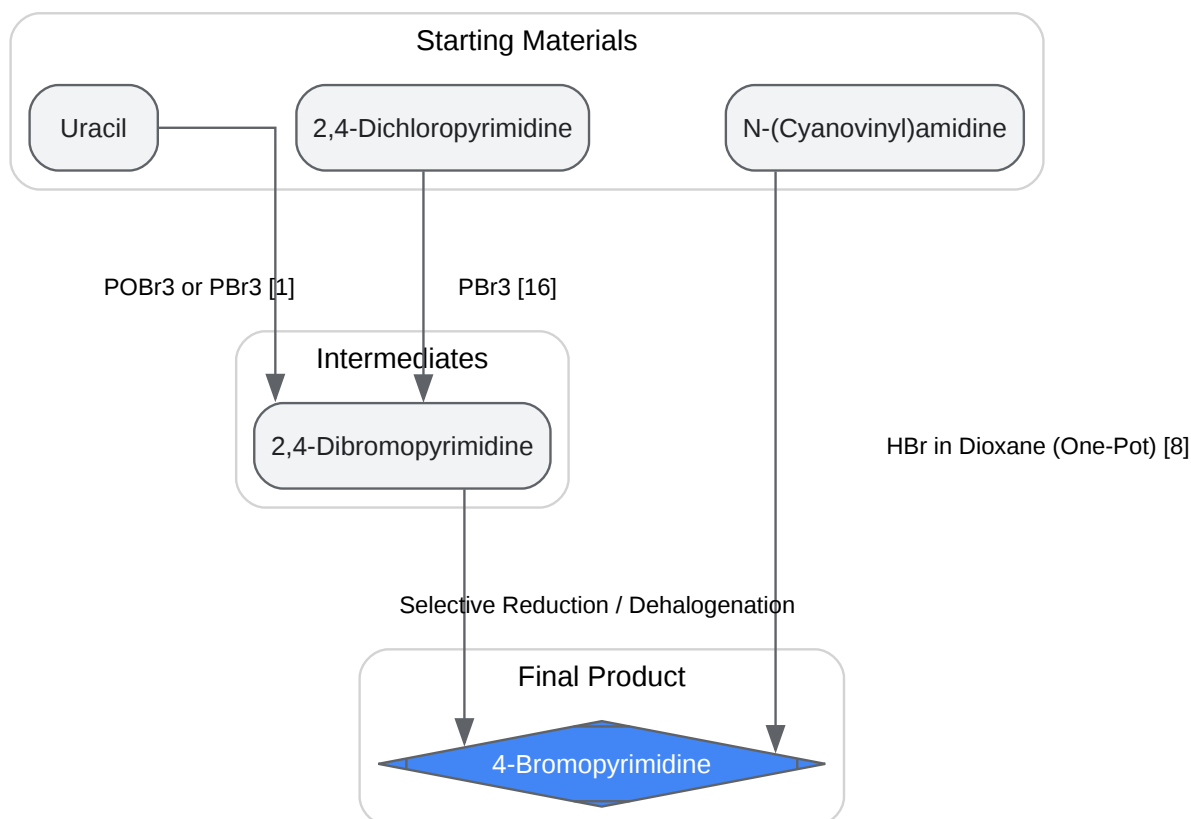 Starting Materials
Uracil
2,4-Dichloropyrimidine
N-(Cyanovinyl)amidine
POBr3 or PBr3 [1]
PBr3 [16]
Intermediates
2,4-Dibromopyrimidine
HBr in Dioxane (One-Pot) [8]
Selective Reduction / Dehalogenation
Final Product
4-Bromopyrimidine